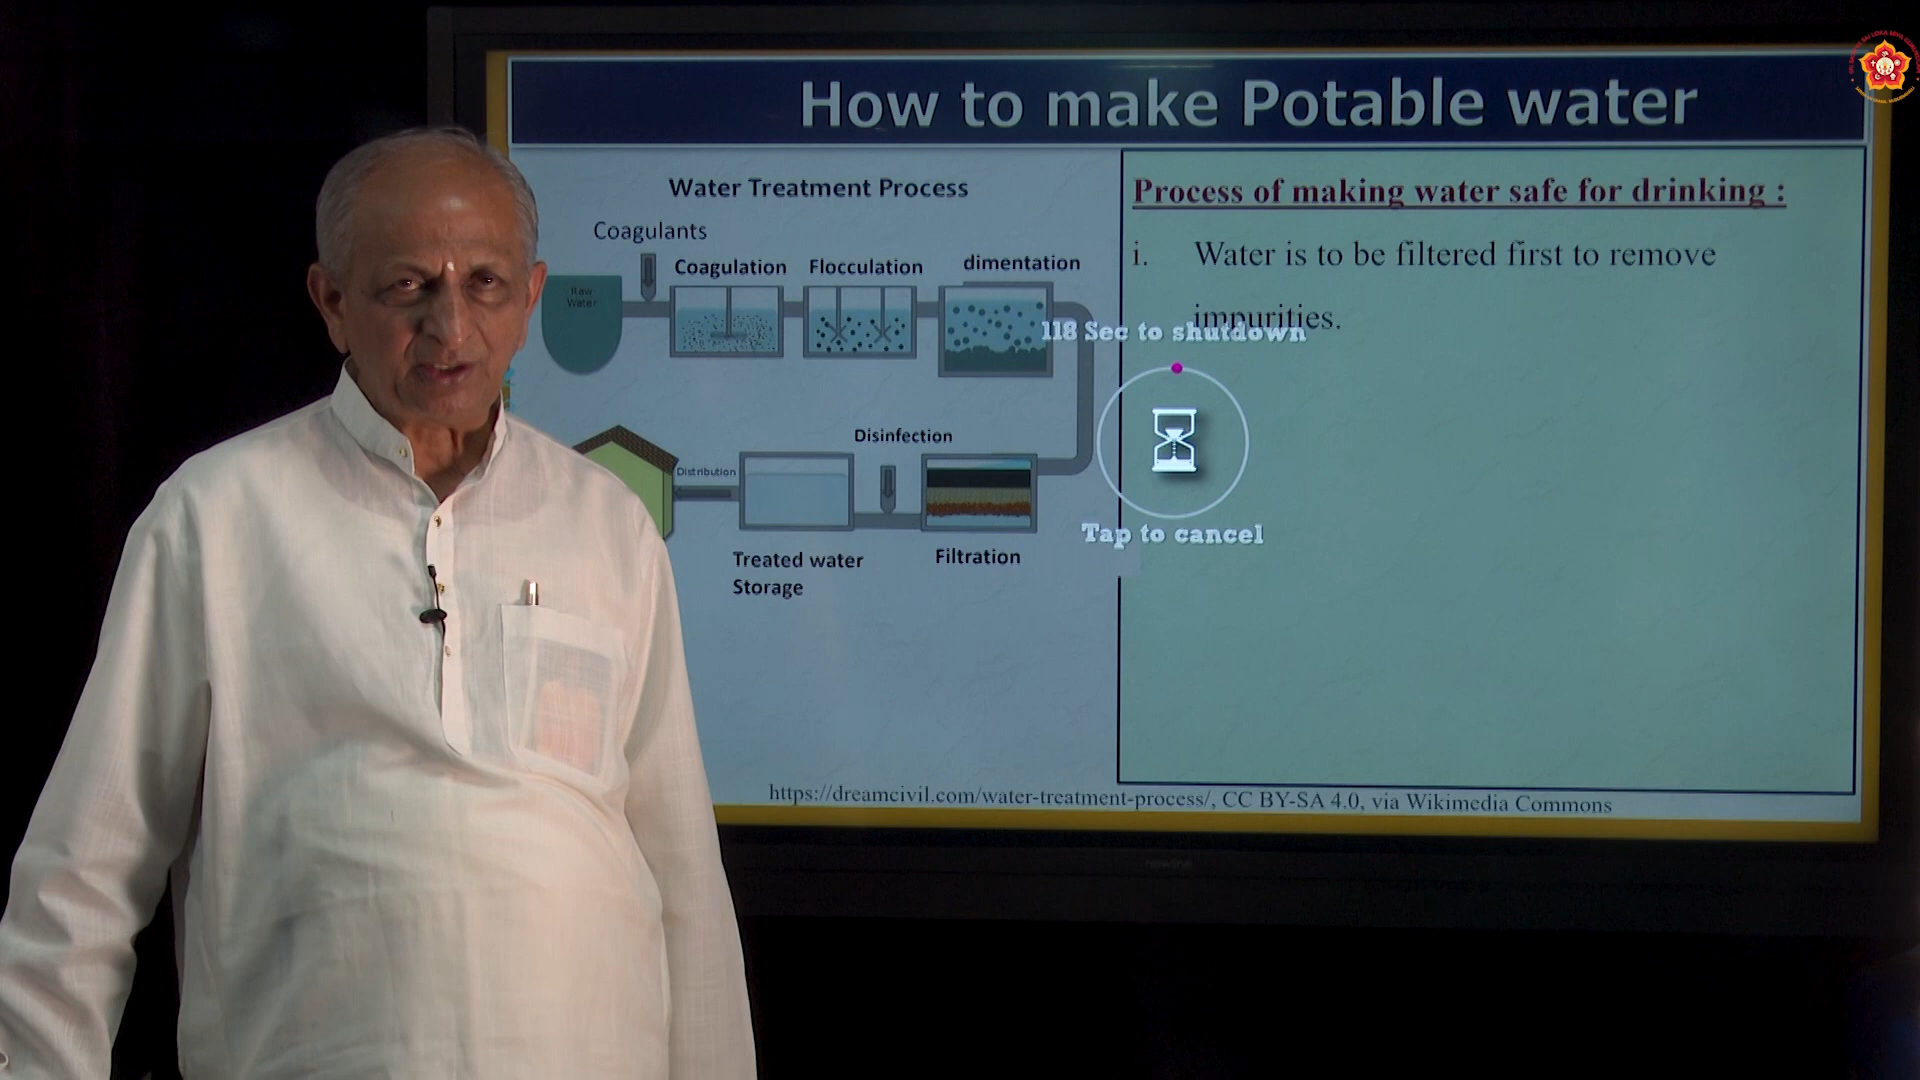 How to make Potable water
Water Treatment Process
Coagulants
Coagulation
Flocculation
dimentation
Raw
Water
Disinfection
Distribution
Treated water
Storage
Filtration
Process of making water safe for drinking :
i. Water is to be filtered first to remove
impurities.
118 Sec to shutdown
Tap to cancel
https://dreamcivil.com/water-treatment-process/, CC BY-SA 4.0, via Wikimedia Commons